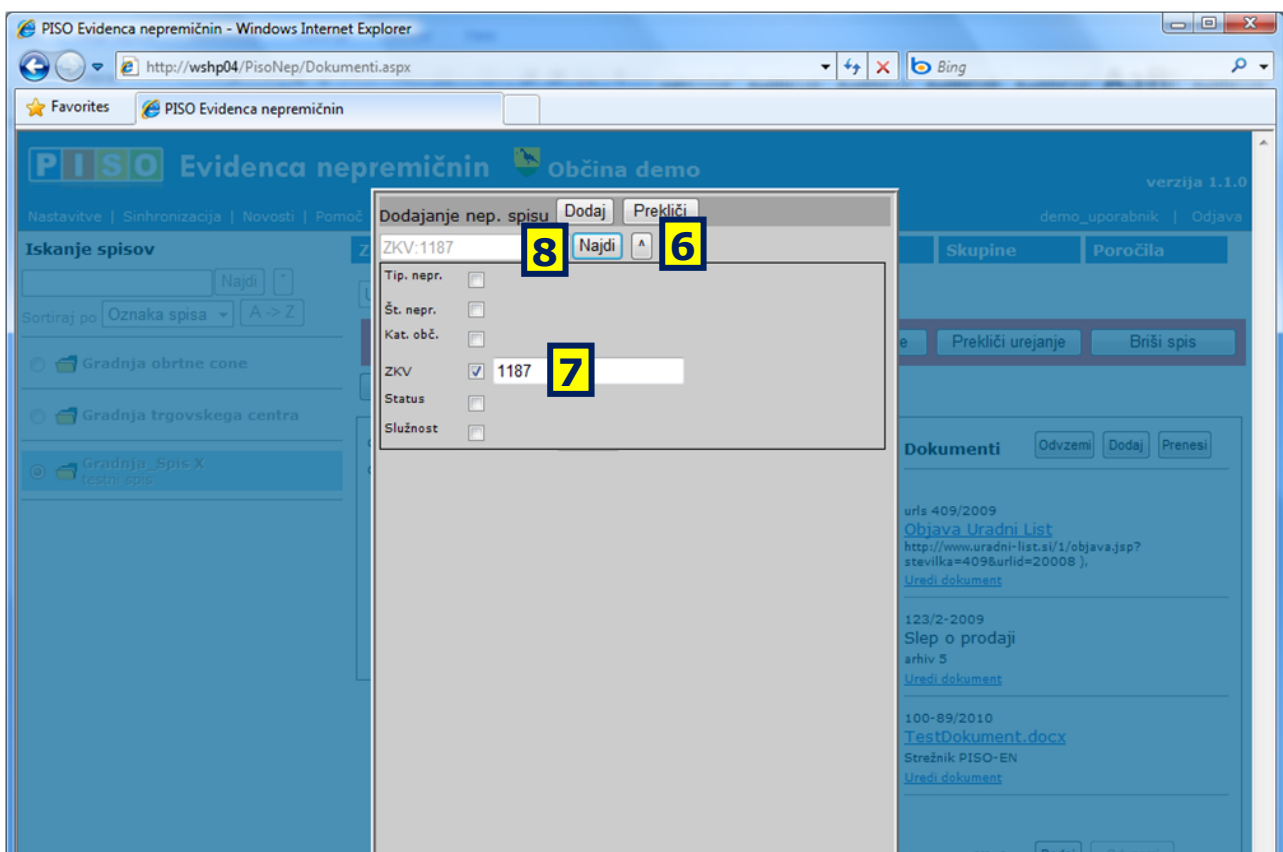 PISO Evidenca nepremičnin - Windows Internet Explorer
http://wshp04/PisoNep/Dokumenti.aspx
Bing
Favorites
PISO Evidenca nepremičnin
PISO Evidenca nepremičnin Občina demo
verzija 1.1.0
Nastavitve | Sinhronizacija | Novosti | Pomoč
demo_uporabnik | Odjava
Iskanje spisov
Skupine
Poročila
Najdi
Sortiraj po Oznaka spisa A -> Z
Gradnja obrtne cone
Gradnja trgovskega centra
Gradnja_Spis X
testni spis
Dodajanje nep. spisu Dodaj Prekliči
ZKV:1187 8 Najdi ^ 6
Tip. nepr.
Št. nepr.
Kat. obč.
ZKV 1187 7
Status
Služnost
Prekliči urejanje Briši spis
Dokumenti Odvzemi Dodaj Prenesi
urls 409/2009
Objava Uradni List
http://www.uradni-list.si/1/objava.jsp?
stevilka=409&urlid=20008 ),
Uredi dokument
123/2-2009
Slep o prodaji
arhiv 5
Uredi dokument
100-89/2010
TestDokument.docx
Strežnik PISO-EN
Uredi dokument